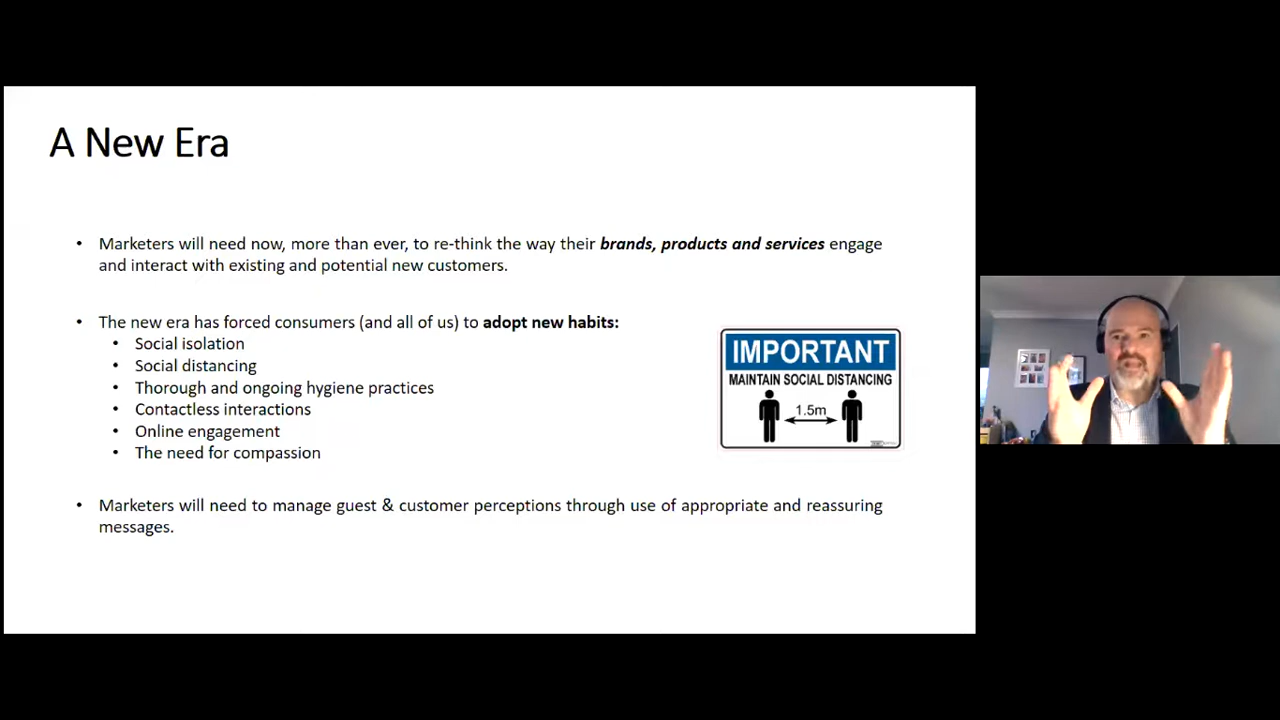 A New Era
• Marketers will need now, more than ever, to re-think the way their brands, products and services engage
and interact with existing and potential new customers.
• The new era has forced consumers (and all of us) to adopt new habits:
• Social isolation
• Social distancing
• Thorough and ongoing hygiene practices
• Contactless interactions
• Online engagement
• The need for compassion
IMPORTANT
MAINTAIN SOCIAL DISTANCING
1.5m
• Marketers will need to manage guest & customer perceptions through use of appropriate and reassuring
messages.